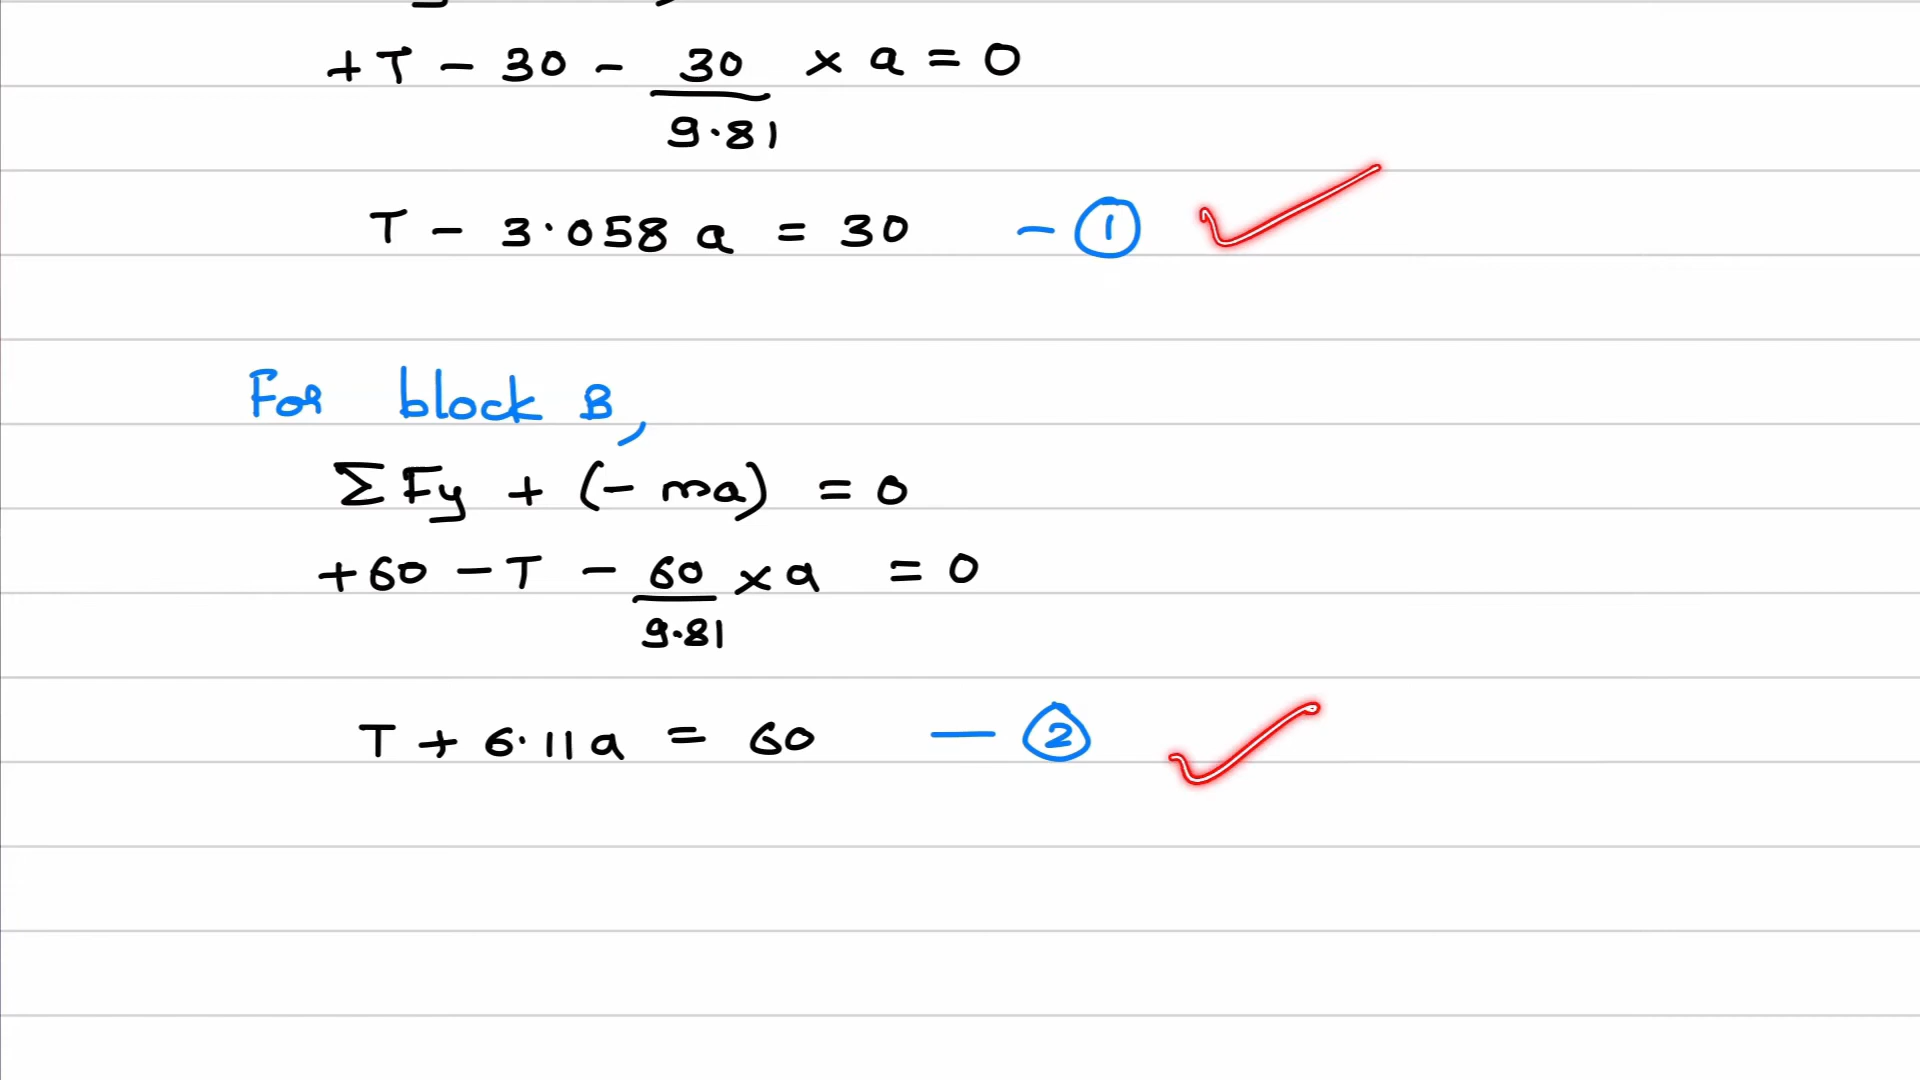 +T - 30 - 30/9.81 × a = 0
T - 3.058 a = 30 - ①
For block B,
ΣFy + (- ma) = 0
+60 - T - 60/9.81 × a = 0
T + 6.11a = 60 — ②